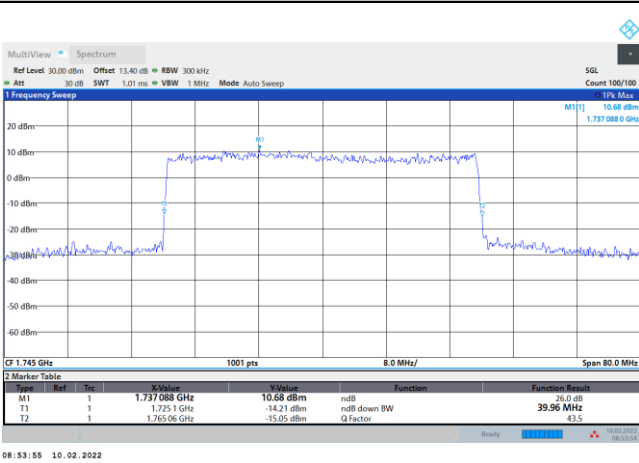 MultiView Spectrum
Ref Level 30.00 dBm Offset 13.40 dB RBW 300 kHz SGL
Att 30 dB SWT 1.01 ms VBW 1 MHz Mode Auto Sweep Count 100/100
1 Frequency Sweep 1Pk Max
M1[1] 10.68 dBm
1.737 088 0 GHz
20 dBm
M1
10 dBm
0 dBm
-10 dBm
T1 T2
-20 dBm
-30 dBm
-40 dBm
-50 dBm
-60 dBm
CF 1.745 GHz 1001 pts 8.0 MHz/ Span 80.0 MHz
2 Marker Table
Type Ref Trc X-Value Y-Value Function Function Result
M1 1 1.737 088 GHz 10.68 dBm ndB 26.0 dB
T1 1 1.725 1 GHz -14.21 dBm ndB down BW 39.96 MHz
T2 1 1.765 06 GHz -15.05 dBm Q Factor 43.5
Ready 10.02.2022
08:53:54
08:53:55 10.02.2022